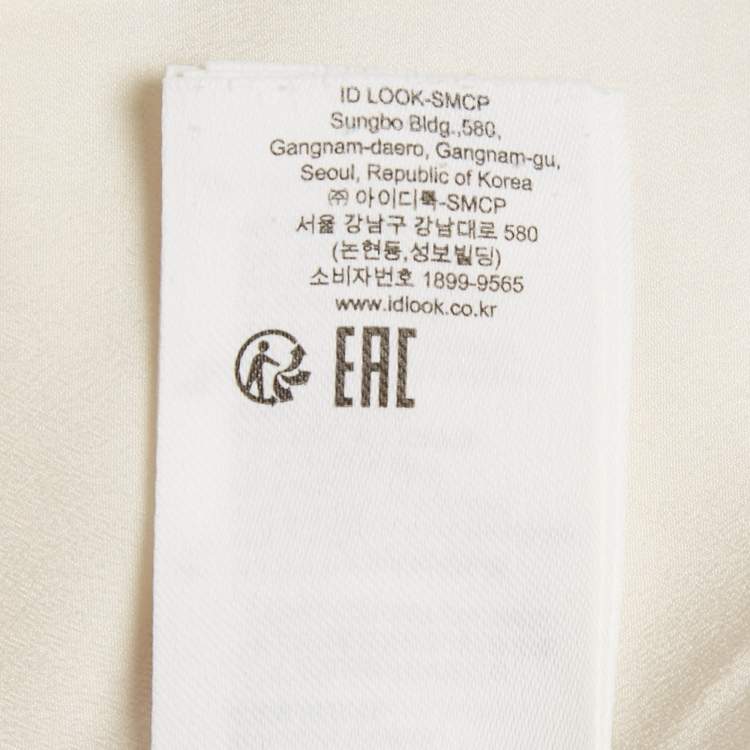 ID LOOK-SMCP
Sungbo Bldg.,580,
Gangnam-daero, Gangnam-gu,
Seoul, Republic of Korea
㈜ 아이디룩-SMCP
서울 강남구 강남대로 580
(논현동,성보빌딩)
소비자번호 1899-9565
www.idlook.co.kr
EAC